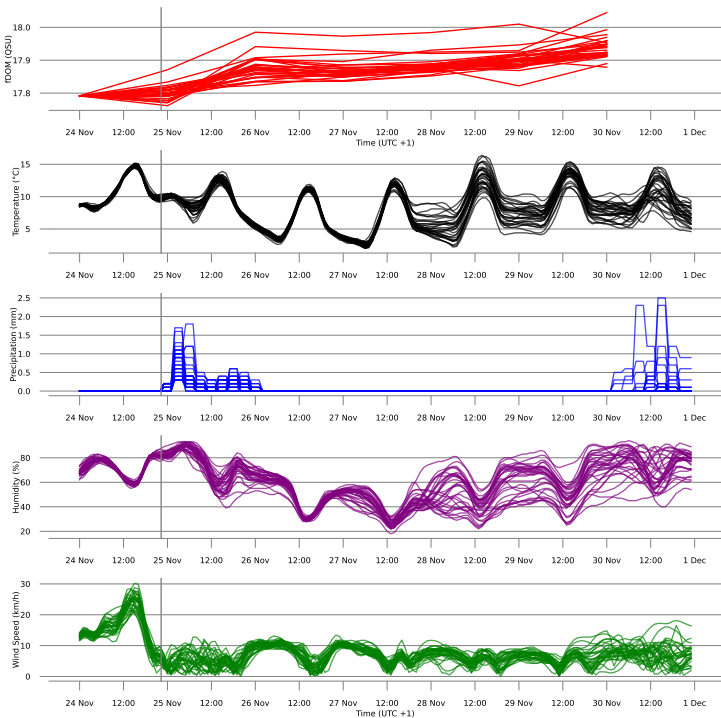 fDOM (QSU)
18.0
17.9
17.8
24 Nov 12:00 25 Nov 12:00 26 Nov 12:00 27 Nov 12:00 28 Nov 12:00 29 Nov 12:00 30 Nov 12:00 1 Dec
Time (UTC +1)
Temperature (°C)
15
10
5
24 Nov 12:00 25 Nov 12:00 26 Nov 12:00 27 Nov 12:00 28 Nov 12:00 29 Nov 12:00 30 Nov 12:00 1 Dec
Precipitation (mm)
2.5
2.0
1.5
1.0
0.5
0.0
24 Nov 12:00 25 Nov 12:00 26 Nov 12:00 27 Nov 12:00 28 Nov 12:00 29 Nov 12:00 30 Nov 12:00 1 Dec
Humidity (%)
80
60
40
20
24 Nov 12:00 25 Nov 12:00 26 Nov 12:00 27 Nov 12:00 28 Nov 12:00 29 Nov 12:00 30 Nov 12:00 1 Dec
Wind Speed (km/h)
30
20
10
0
24 Nov 12:00 25 Nov 12:00 26 Nov 12:00 27 Nov 12:00 28 Nov 12:00 29 Nov 12:00 30 Nov 12:00 1 Dec
Time (UTC +1)